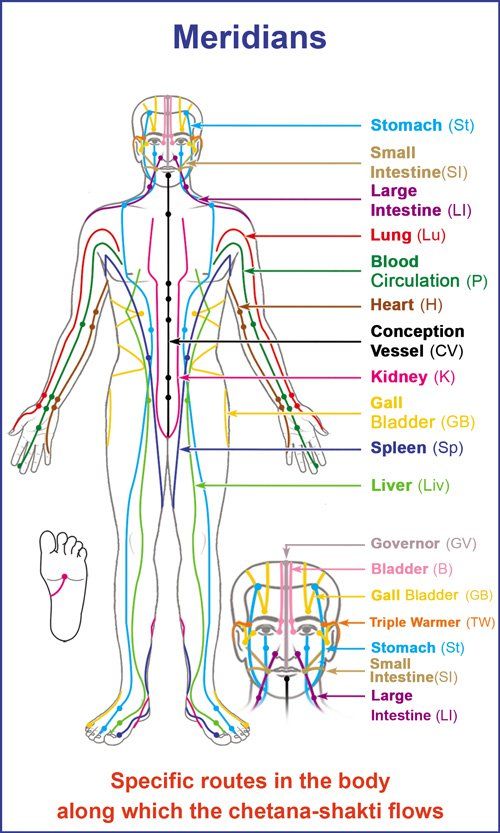 Meridians
Stomach (St)
Small
Intestine(SI)
Large
Intestine (LI)
Lung (Lu)
Blood
Circulation (P)
Heart (H)
Conception
Vessel (CV)
Kidney (K)
Gall
Bladder (GB)
Spleen (Sp)
Liver (Liv)
Governor (GV)
Bladder (B)
Gall Bladder (GB)
Triple Warmer (TW)
Stomach (St)
Small
Intestine(SI)
Large
Intestine (LI)
Specific routes in the body
along which the chetana-shakti flows